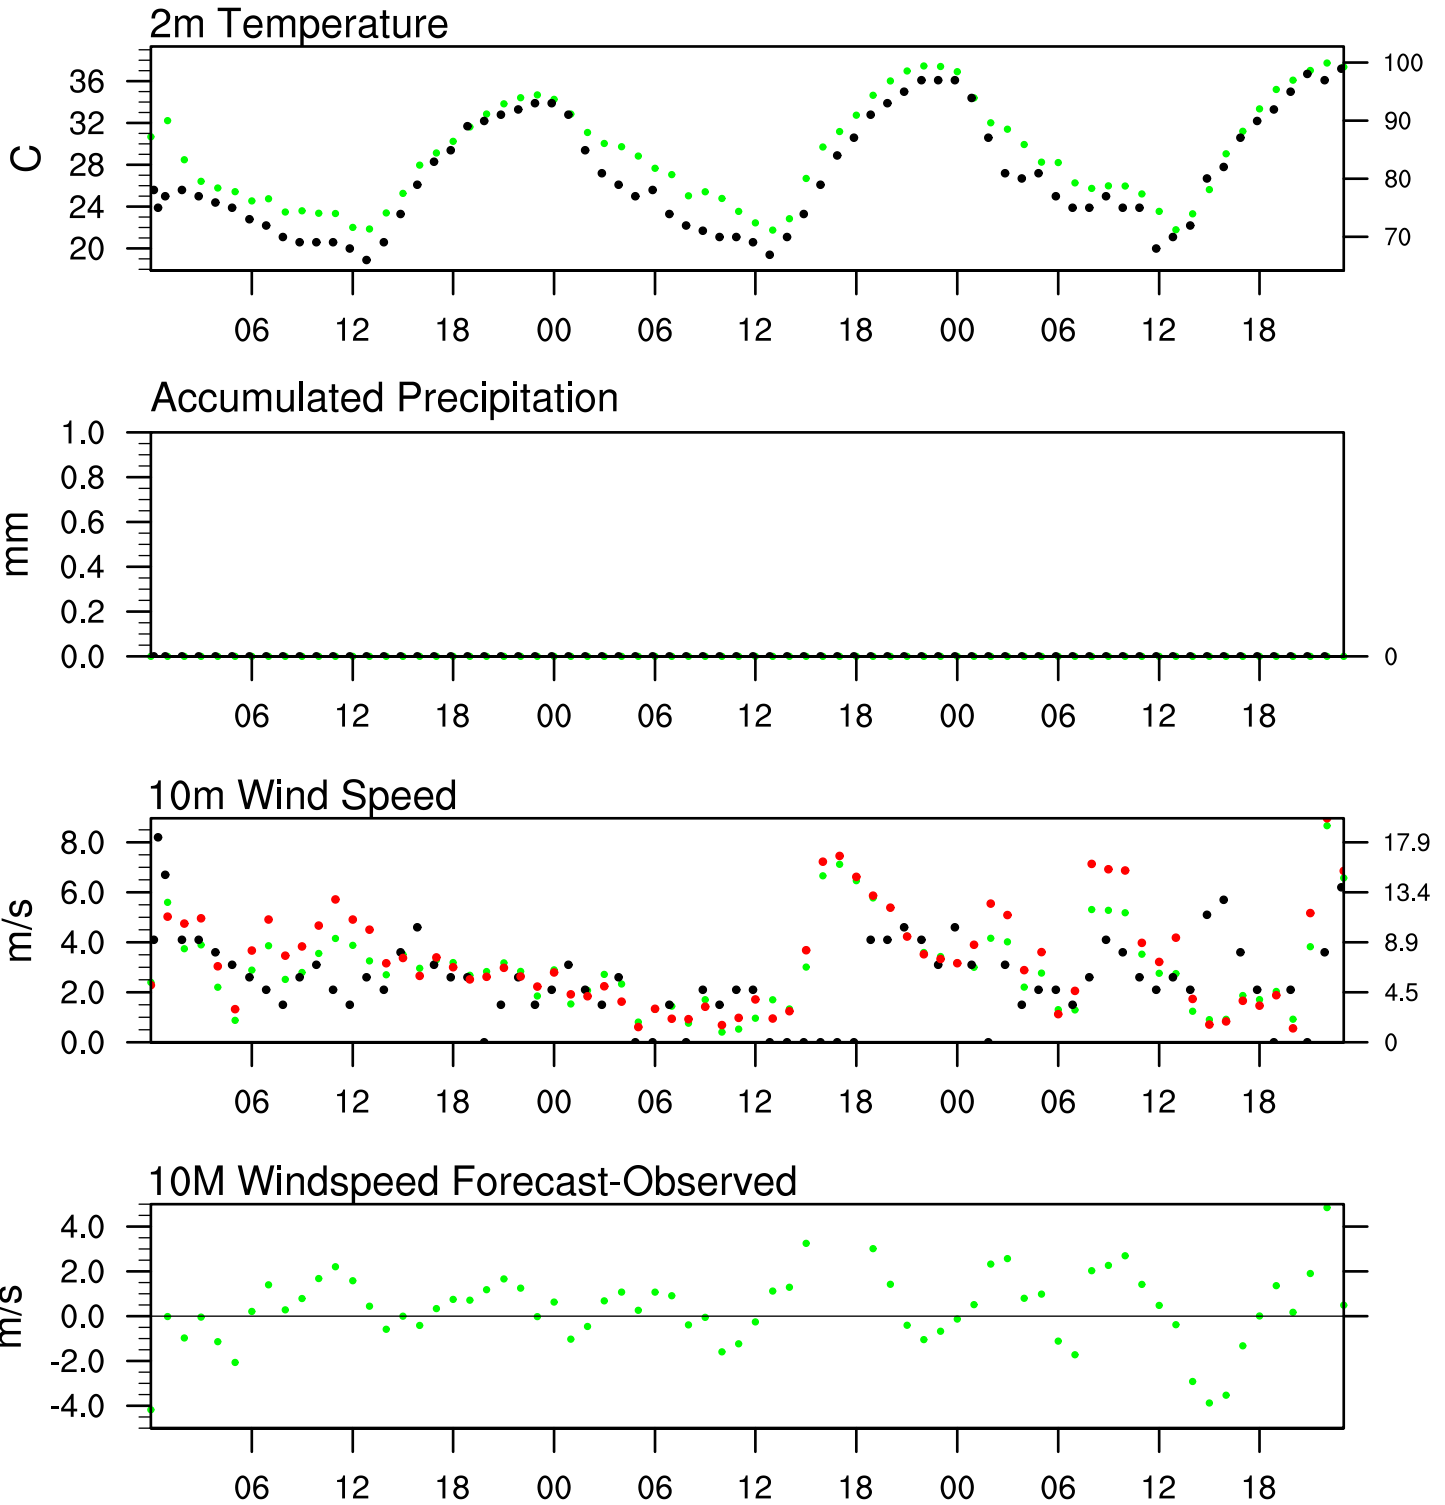 2m Temperature
C
36
32
28
24
20
100
90
80
70
06 12 18 00 06 12 18 00 06 12 18
Accumulated Precipitation
mm
1.0
0.8
0.6
0.4
0.2
0.0
0
06 12 18 00 06 12 18 00 06 12 18
10m Wind Speed
m/s
8.0
6.0
4.0
2.0
0.0
17.9
13.4
8.9
4.5
0
06 12 18 00 06 12 18 00 06 12 18
10M Windspeed Forecast-Observed
m/s
4.0
2.0
0.0
-2.0
-4.0
06 12 18 00 06 12 18 00 06 12 18